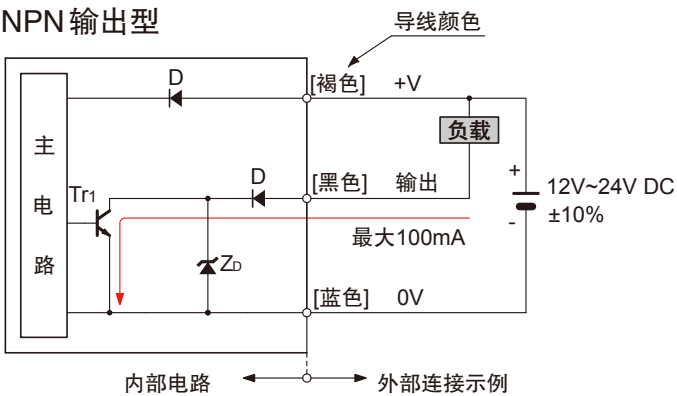 NPN输出型
导线颜色
D
[褐色] +V
负载
主电路
Tr1
D
[黑色] 输出
+
-
12V~24V DC
±10%
最大100mA
ZD
[蓝色] 0V
内部电路
外部连接示例